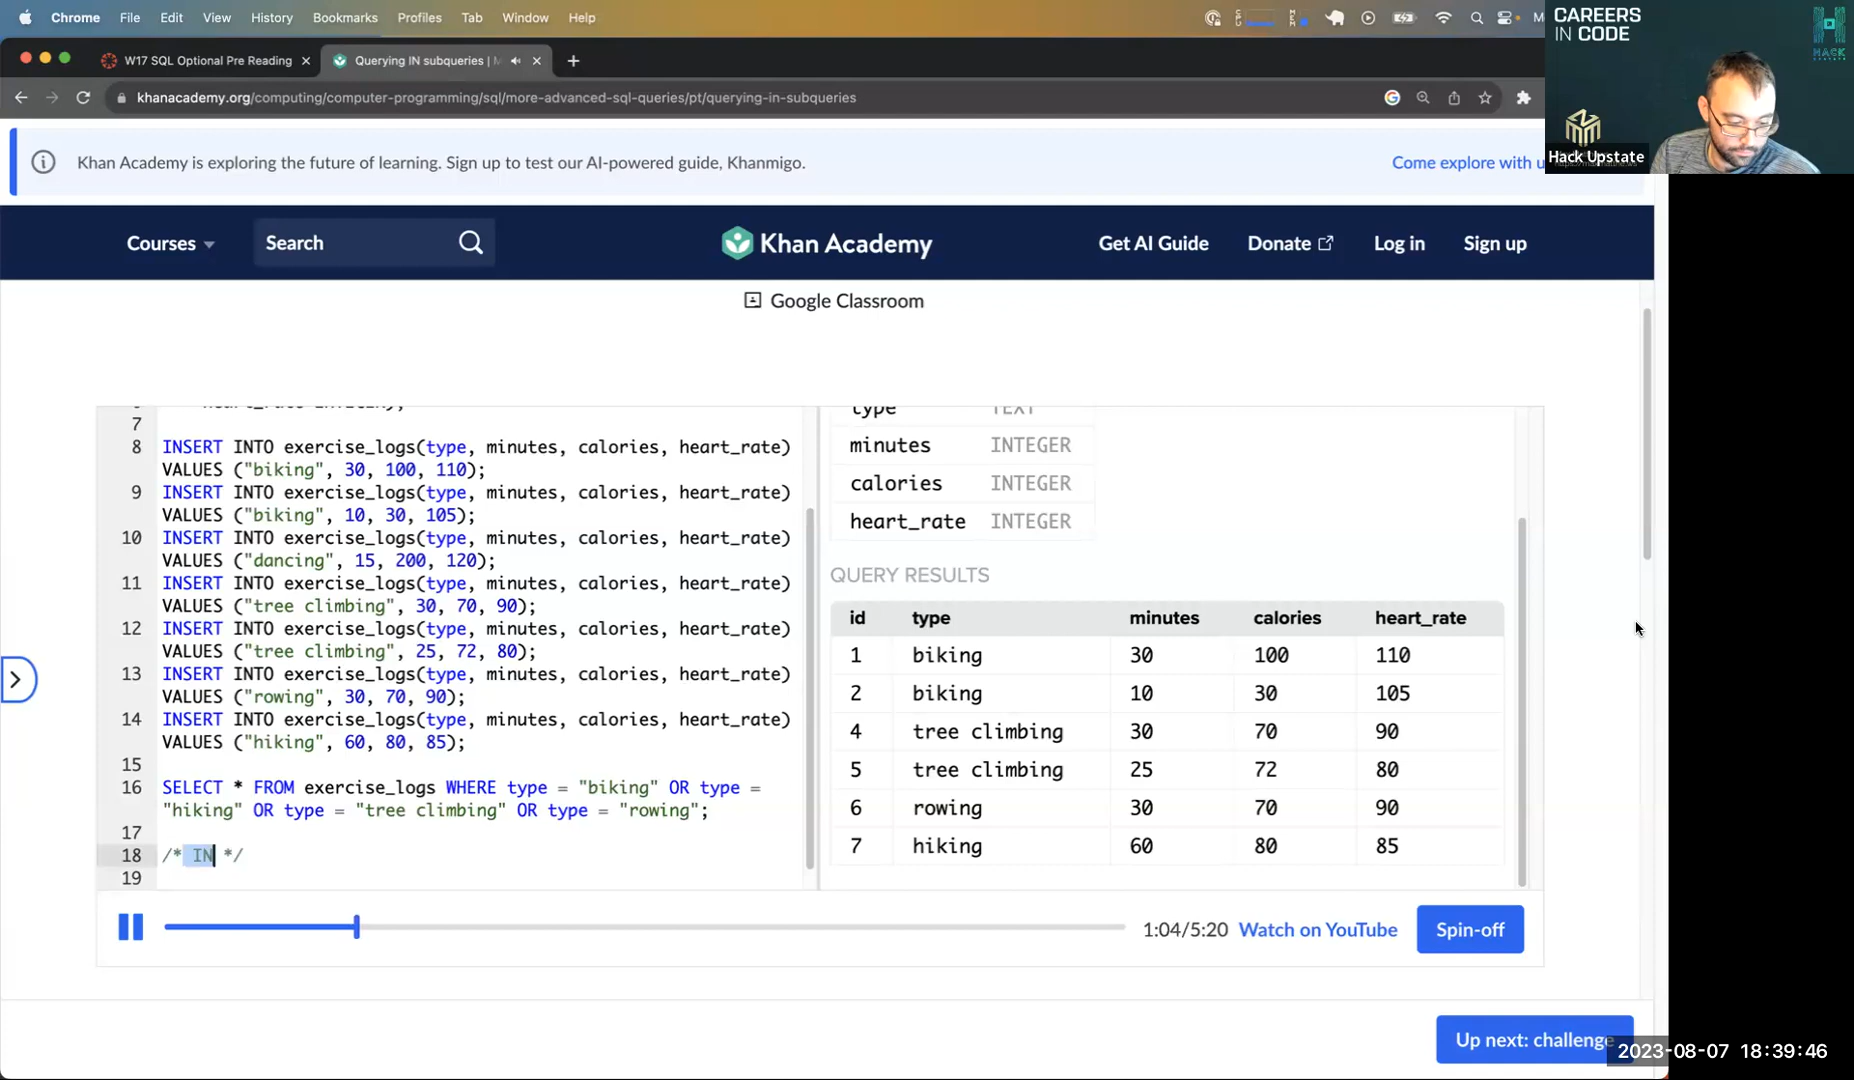 Chrome File Edit View History Bookmarks Profiles Tab Window Help
CAREERS
IN CODE
HACK
UPSTATE
W17 SQL Optional Pre Reading
Querying IN subqueries |
khanacademy.org/computing/computer-programming/sql/more-advanced-sql-queries/pt/querying-in-subqueries
Hack Upstate
Khan Academy is exploring the future of learning. Sign up to test our AI-powered guide, Khanmigo.
Come explore with u
Courses
Search
Khan Academy
Get AI Guide
Donate
Log in
Sign up
Google Classroom
7
8 INSERT INTO exercise_logs(type, minutes, calories, heart_rate)
VALUES ("biking", 30, 100, 110);
9 INSERT INTO exercise_logs(type, minutes, calories, heart_rate)
VALUES ("biking", 10, 30, 105);
10 INSERT INTO exercise_logs(type, minutes, calories, heart_rate)
VALUES ("dancing", 15, 200, 120);
11 INSERT INTO exercise_logs(type, minutes, calories, heart_rate)
VALUES ("tree climbing", 30, 70, 90);
12 INSERT INTO exercise_logs(type, minutes, calories, heart_rate)
VALUES ("tree climbing", 25, 72, 80);
13 INSERT INTO exercise_logs(type, minutes, calories, heart_rate)
VALUES ("rowing", 30, 70, 90);
14 INSERT INTO exercise_logs(type, minutes, calories, heart_rate)
VALUES ("hiking", 60, 80, 85);
15
16 SELECT * FROM exercise_logs WHERE type = "biking" OR type =
"hiking" OR type = "tree climbing" OR type = "rowing";
17
18 /* IN */
19
type TEXT
minutes INTEGER
calories INTEGER
heart_rate INTEGER
QUERY RESULTS
id type minutes calories heart_rate
1 biking 30 100 110
2 biking 10 30 105
4 tree climbing 30 70 90
5 tree climbing 25 72 80
6 rowing 30 70 90
7 hiking 60 80 85
1:04/5:20
Watch on YouTube
Spin-off
Up next: challenge
2023-08-07 18:39:46